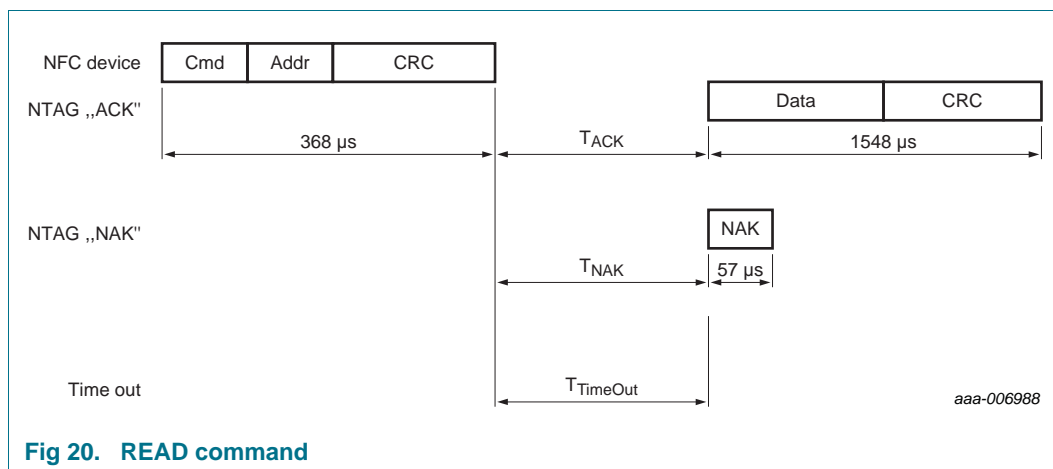 NFC device Cmd Addr CRC
NTAG ,,ACK" Data CRC
368 µs TACK 1548 µs
NTAG ,,NAK" NAK
TNAK 57 µs
Time out TTimeOut
aaa-006988
Fig 20. READ command